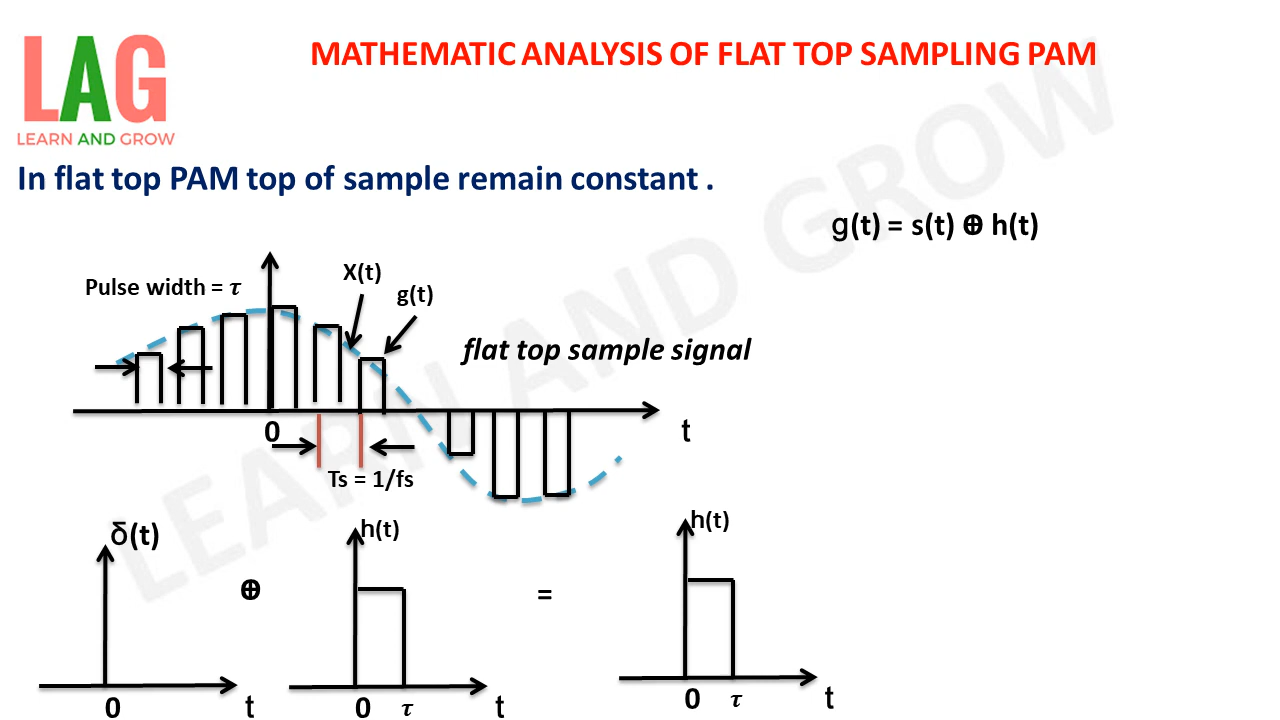 LAG
LEARN AND GROW
MATHEMATIC ANALYSIS OF FLAT TOP SAMPLING PAM
In flat top PAM top of sample remain constant .
g(t) = s(t) ⊕ h(t)
Pulse width = τ
X(t)
g(t)
flat top sample signal
0
t
Ts = 1/fs
δ(t)
h(t)
h(t)
⊕
=
0
t
0
τ
t
0
τ
t
LEARN AND GROW